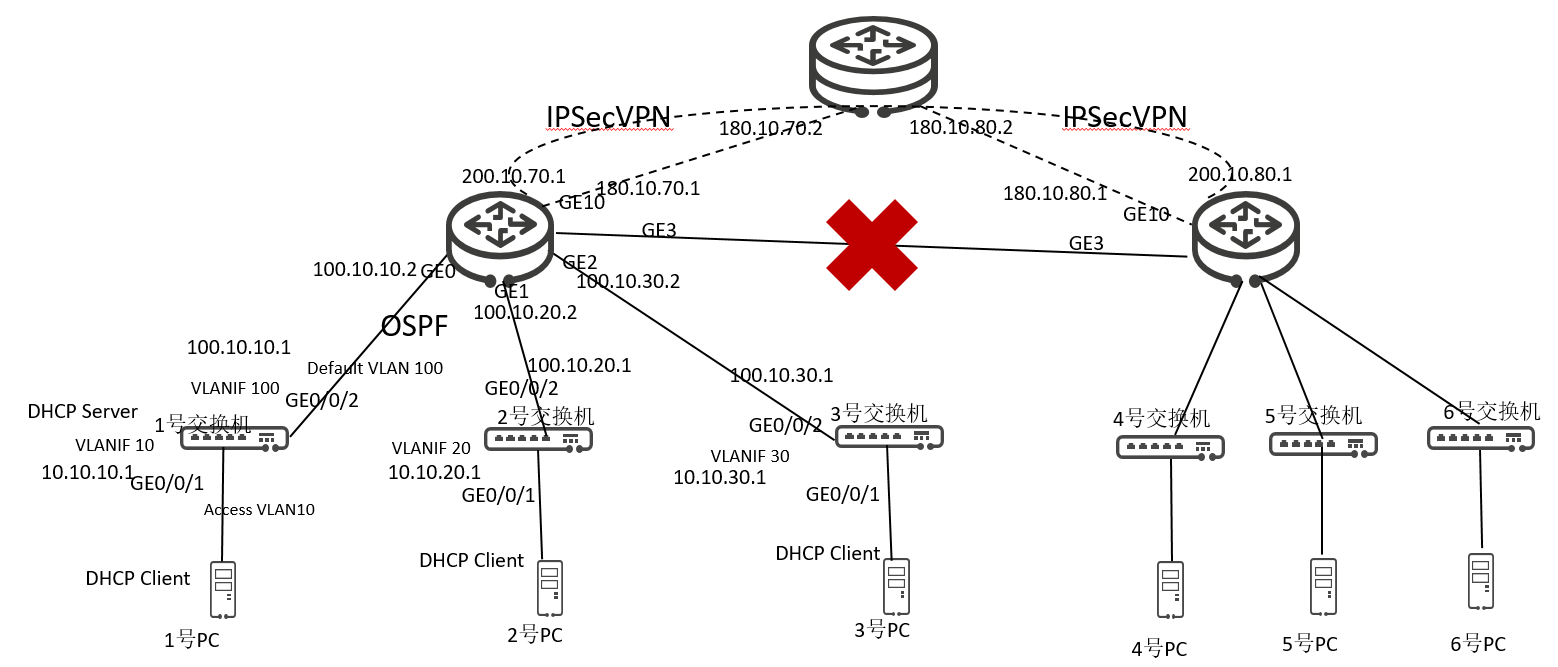 IPSecVPN
IPSecVPN
180.10.70.2
180.10.80.2
200.10.70.1
200.10.80.1
180.10.70.1
180.10.80.1
GE10
GE10
GE3
GE3
GE2
100.10.10.2
GE0
100.10.30.2
GE1
100.10.20.2
OSPF
100.10.10.1
Default VLAN 100
100.10.20.1
100.10.30.1
VLANIF 100
GE0/0/2
GE0/0/2
DHCP Server
1号交换机
2号交换机
GE0/0/2
3号交换机
4号交换机
5号交换机
6号交换机
VLANIF 10
VLANIF 20
VLANIF 30
10.10.10.1
10.10.20.1
10.10.30.1
GE0/0/1
GE0/0/1
GE0/0/1
Access VLAN10
DHCP Client
DHCP Client
DHCP Client
1号PC
2号PC
3号PC
4号PC
5号PC
6号PC